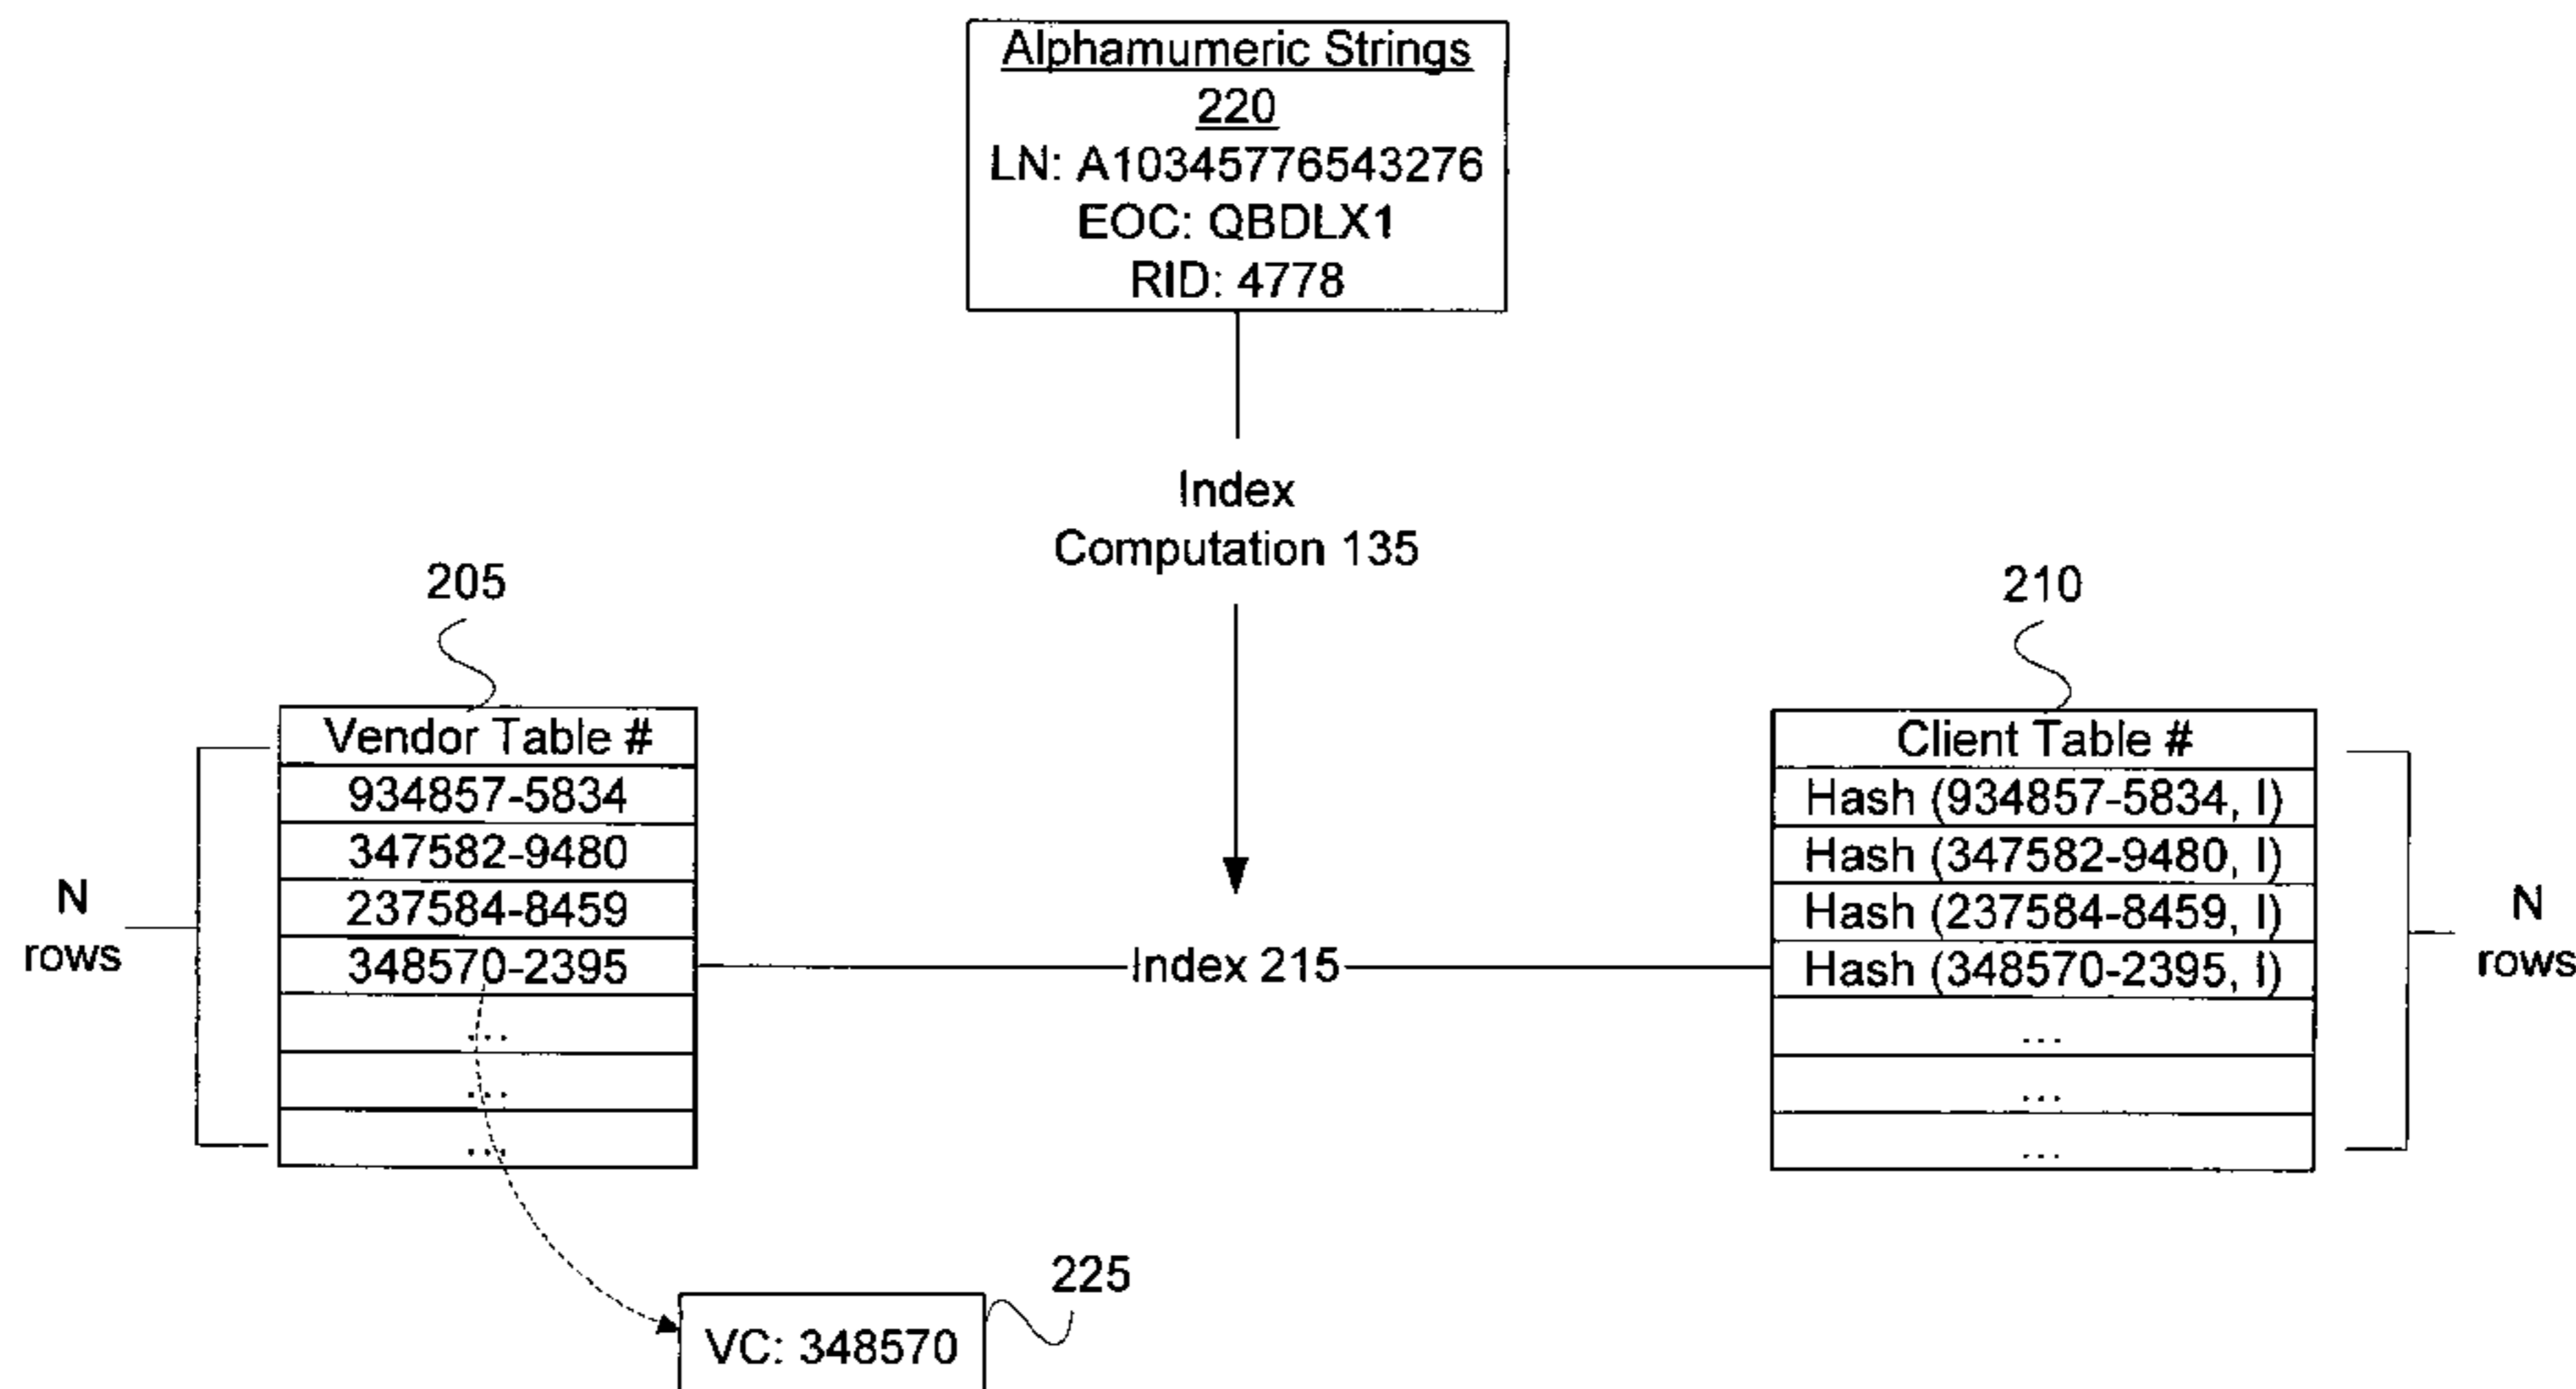 Alphamumeric Strings
220
LN: A10345776543276
EOC: QBDLX1
RID: 4778
Index
Computation 135
205
210
Vendor Table #
934857-5834
347582-9480
237584-8459
348570-2395
...
...
...
N
rows
Index 215
Client Table #
Hash (934857-5834, I)
Hash (347582-9480, I)
Hash (237584-8459, I)
Hash (348570-2395, I)
...
...
...
N
rows
225
VC: 348570